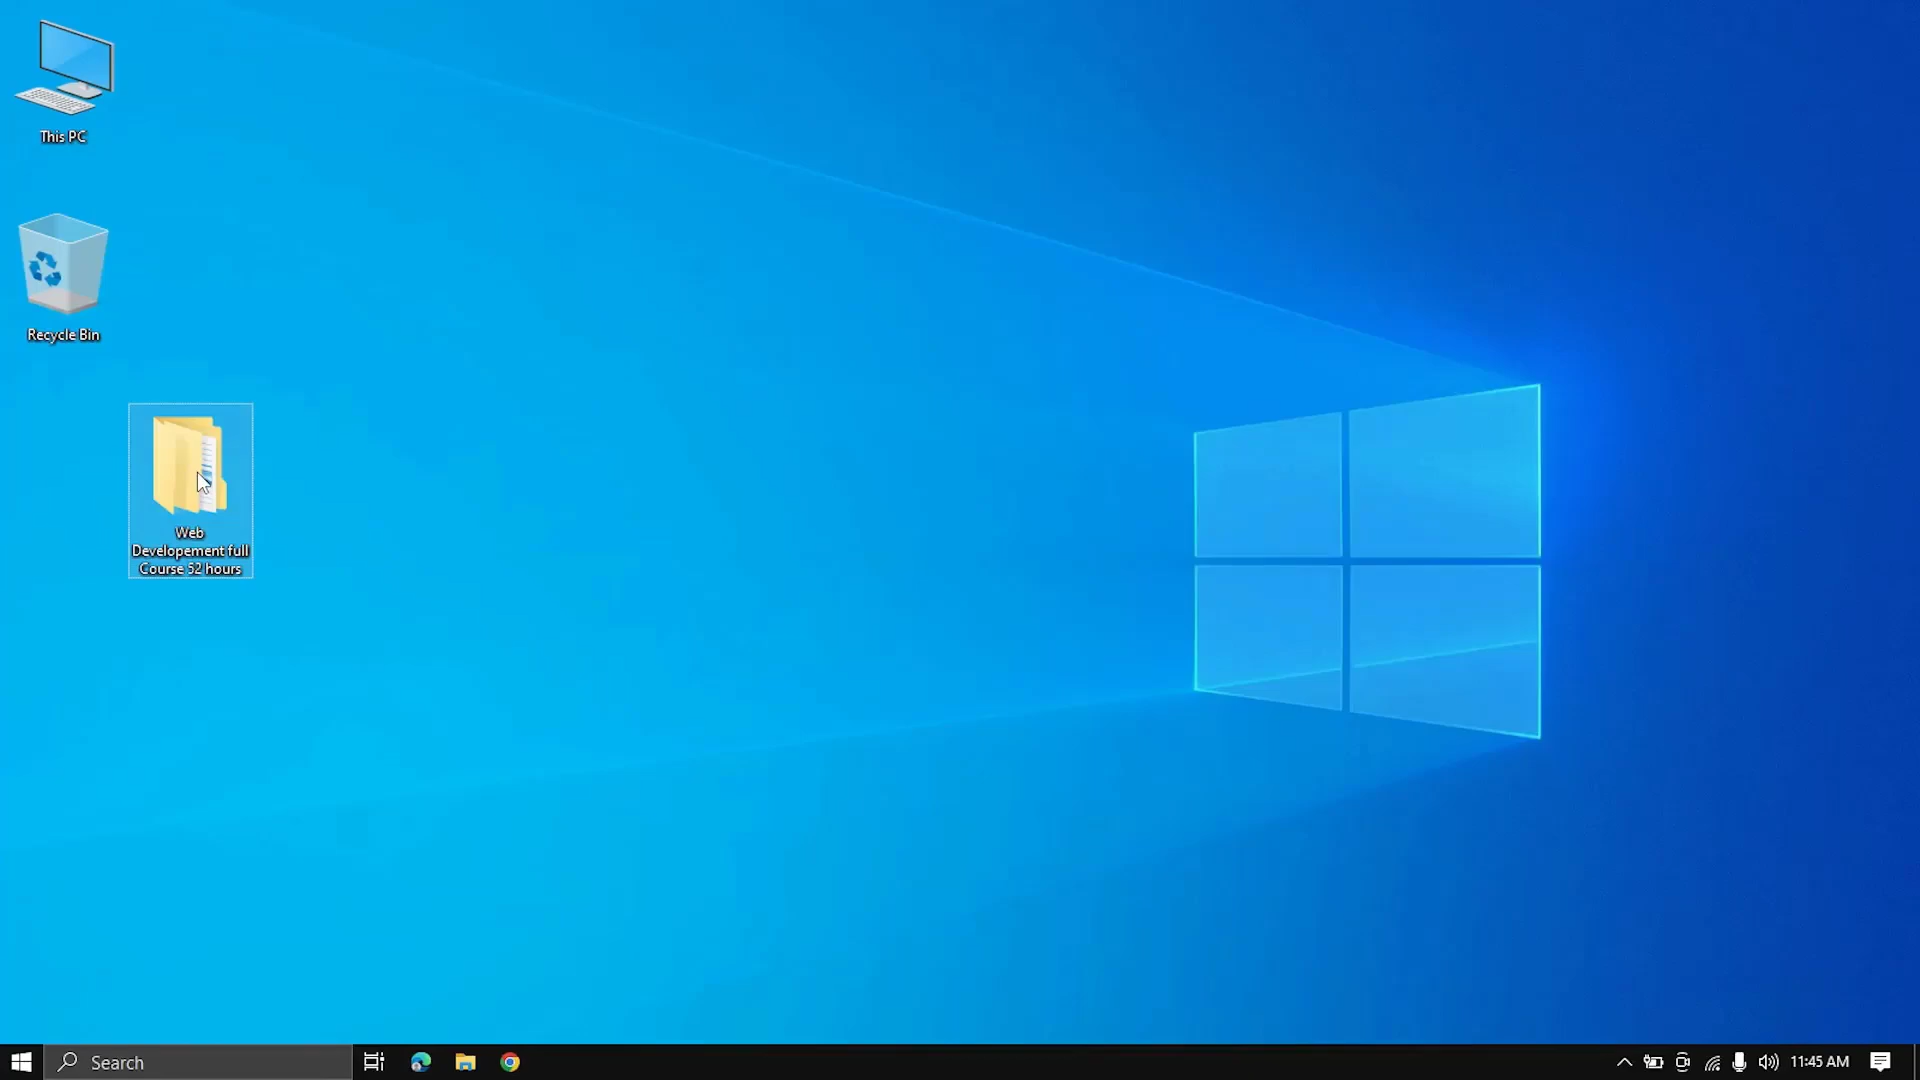 This PC
Recycle Bin
Web
Developement full
Course 52 hours
Search
11:45 AM